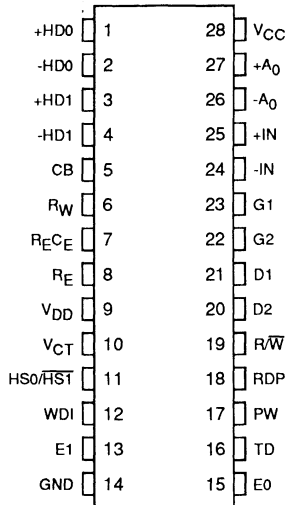 +HD0 1 28 VCC
-HD0 2 27 +A0
+HD1 3 26 -A0
-HD1 4 25 +IN
CB 5 24 -IN
RW 6 23 G1
RECE 7 22 G2
RE 8 21 D1
VDD 9 20 D2
VCT 10 19 R/W̅
HS0/H̅S̅1̅ 11 18 RDP
WDI 12 17 PW
E1 13 16 TD
GND 14 15 E0